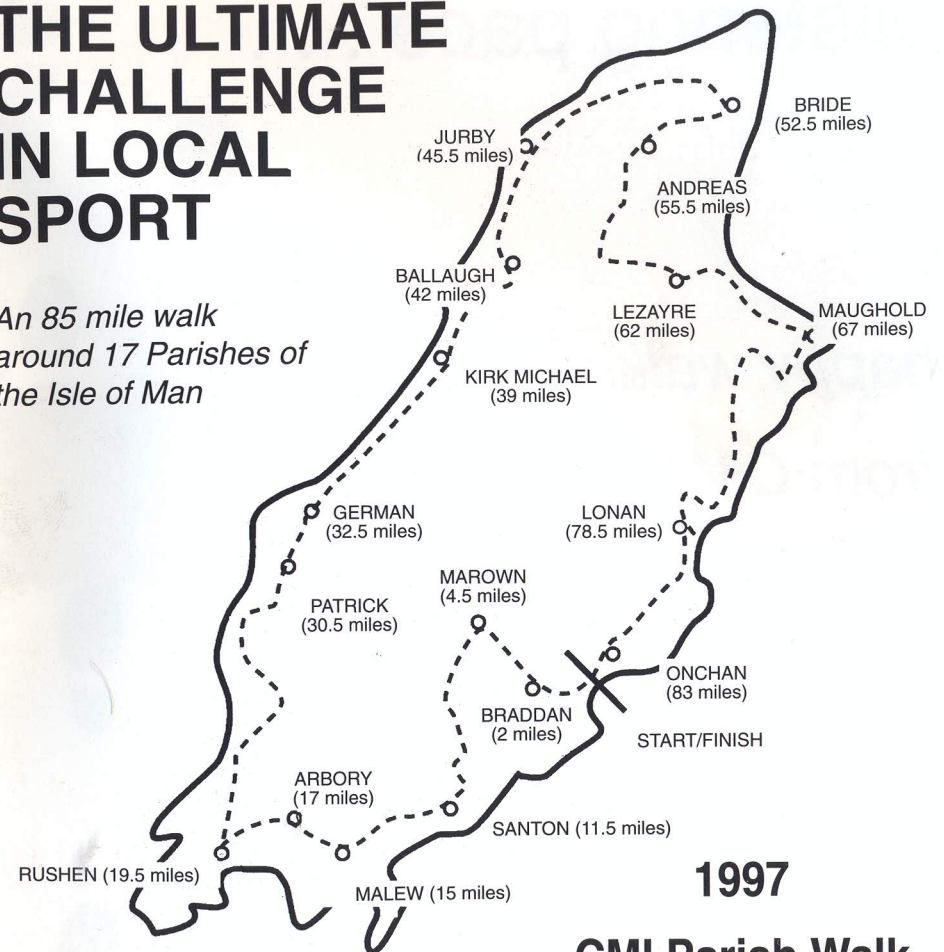 THE ULTIMATE
CHALLENGE
IN LOCAL
SPORT
An 85 mile walk
around 17 Parishes of
the Isle of Man
JURBY
(45.5 miles)
BRIDE
(52.5 miles)
ANDREAS
(55.5 miles)
BALLAUGH
(42 miles)
LEZAYRE
(62 miles)
MAUGHOLD
(67 miles)
KIRK MICHAEL
(39 miles)
GERMAN
(32.5 miles)
LONAN
(78.5 miles)
MAROWN
(4.5 miles)
PATRICK
(30.5 miles)
ONCHAN
(83 miles)
BRADDAN
(2 miles)
START/FINISH
ARBORY
(17 miles)
SANTON (11.5 miles)
RUSHEN (19.5 miles)
MALEW (15 miles)
1997
CMI Parish Walk